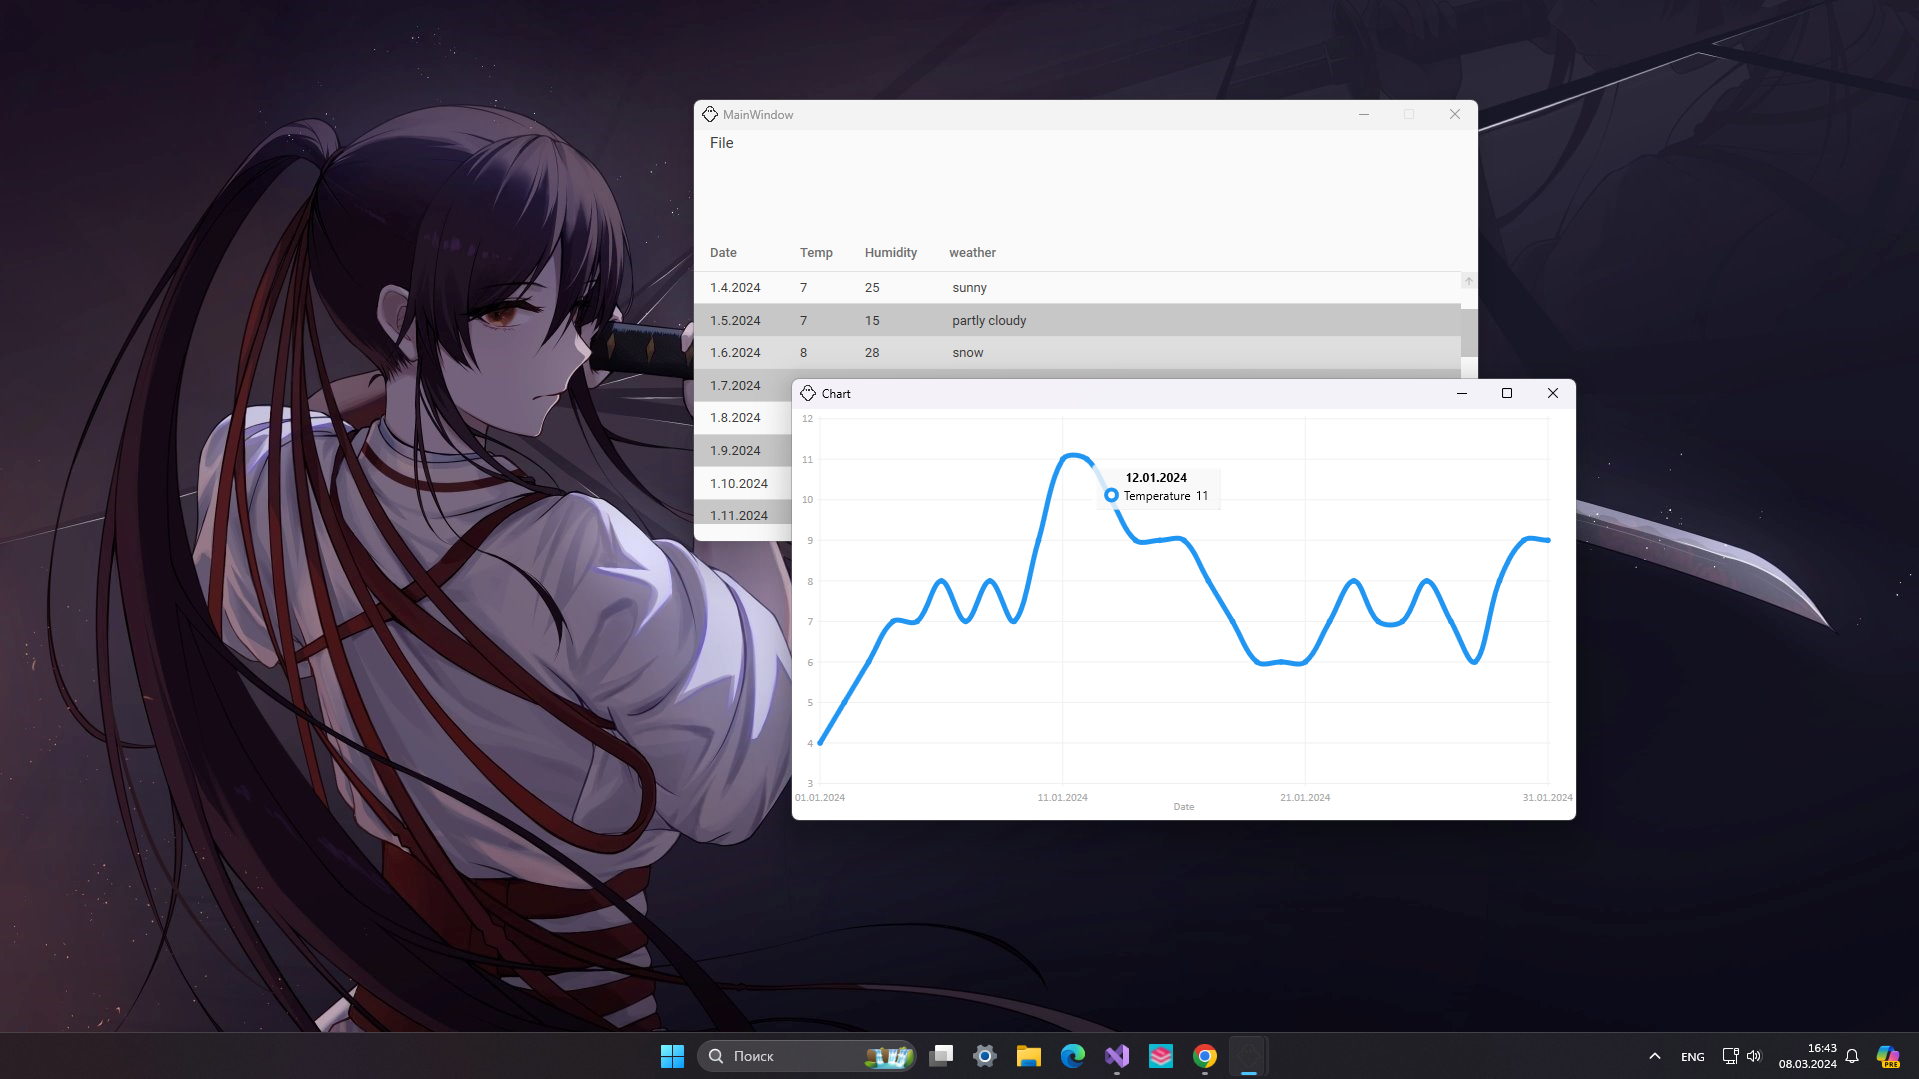 MainWindow
File
Date Temp Humidity weather
1.4.2024 7 25 sunny
1.5.2024 7 15 partly cloudy
1.6.2024 8 28 snow
1.7.2024
1.8.2024
1.9.2024
1.10.2024
1.11.2024
Chart
12
11
10
9
8
7
6
5
4
3
12.01.2024
Temperature 11
01.01.2024 11.01.2024 21.01.2024 31.01.2024
Date
Поиск
ENG
16:43
08.03.2024
PRE